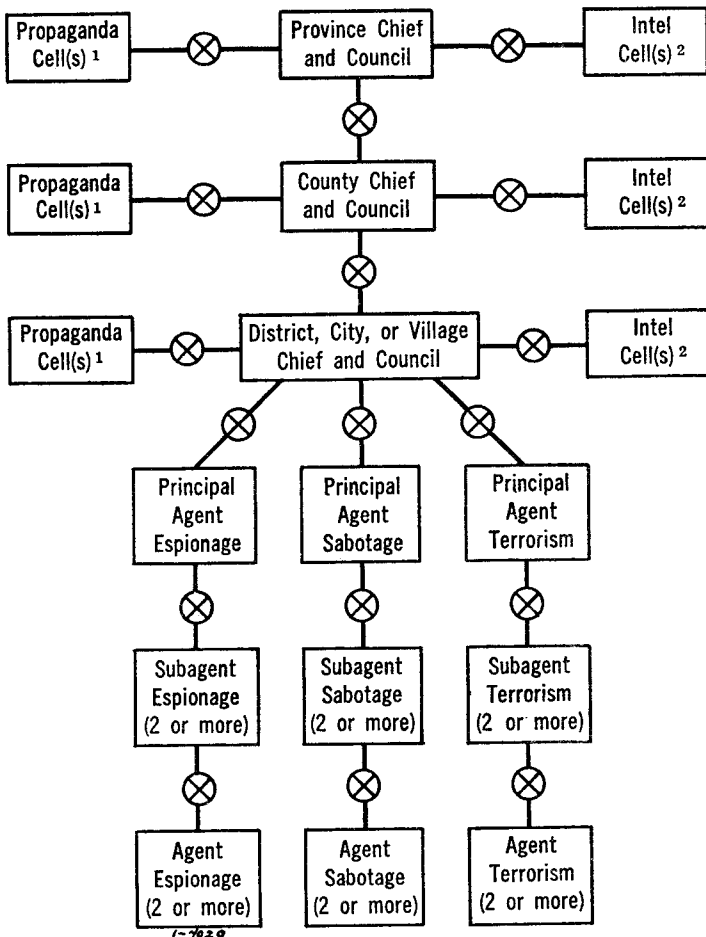 Propaganda
Cell(s) 1
Province Chief
and Council
Intel
Cell(s) 2
Propaganda
Cell(s) 1
County Chief
and Council
Intel
Cell(s) 2
Propaganda
Cell(s) 1
District, City, or Village
Chief and Council
Intel
Cell(s) 2
Principal
Agent
Espionage
Principal
Agent
Sabotage
Principal
Agent
Terrorism
Subagent
Espionage
(2 or more)
Subagent
Sabotage
(2 or more)
Subagent
Terrorism
(2 or more)
Agent
Espionage
(2 or more)
Agent
Sabotage
(2 or more)
Agent
Terrorism
(2 or more)